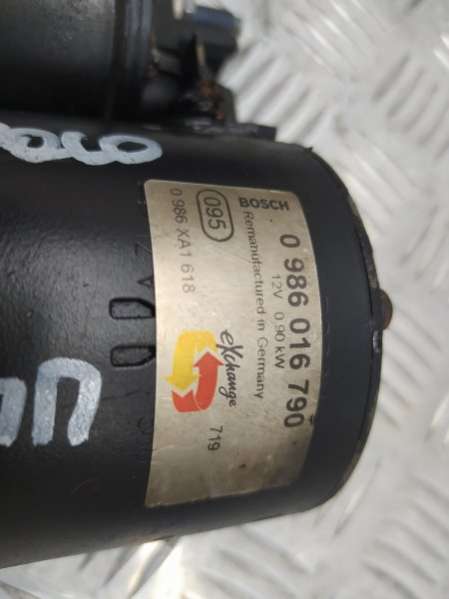 BOSCH
095
Remanufactured in Germany
0 986 XA1 618
0 986 016 790
12V 0,90 kW
eXchange
719